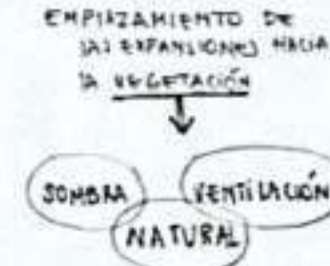 EMPLAZAMIENTO DE
LAS EXPANSIONES HACIA
LA VEGETACIÓN
SOMBRA
VENTILACIÓN
NATURAL